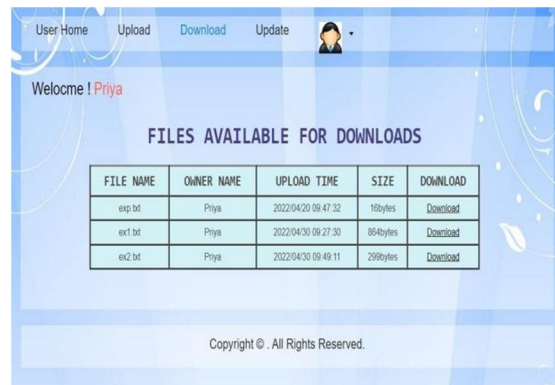 User Home Upload Download Update
Welocme ! Priya
FILES AVAILABLE FOR DOWNLOADS
FILE NAME OWNER NAME UPLOAD TIME SIZE DOWNLOAD
exp.txt Priya 2022/04/20 09:47:32 16bytes Download
ex1.txt Priya 2022/04/30 09:27:30 864bytes Download
ex2.txt Priya 2022/04/30 09:49:11 299bytes Download
Copyright © . All Rights Reserved.